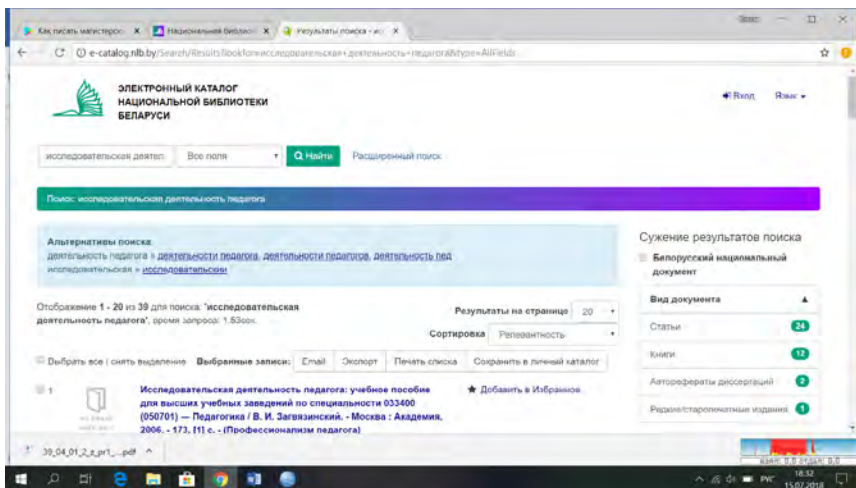 Как писать магистерс
Национальная библио
Результаты поиска - ис
e-catalog.nlb.by/Search/Results?lookfor=исследовательская+деятельность+педагога&type=AllFields
ЭЛЕКТРОННЫЙ КАТАЛОГ
НАЦИОНАЛЬНОЙ БИБЛИОТЕКИ
БЕЛАРУСИ
Вход Язык
исследовательская деятел Все поля Найти Расширенный поиск
Поиск: исследовательская деятельность педагога
Альтернативы поиска:
деятельность педагога » деятельности педагога, деятельности педагогов, деятельность пед
исследовательская » исследовательский
Отображение 1 - 20 из 39 для поиска: 'исследовательская
деятельность педагога', время запроса: 1.53сек.
Результаты на странице 20
Сортировка Релевантность
Выбрать все | снять выделение Выбранные записи: Email Экспорт Печать списка Сохранить в личный каталог
1
Исследовательская деятельность педагога: учебное пособие
для высших учебных заведений по специальности 033400
(050701) — Педагогика / В. И. Загвязинский. - Москва : Академия,
2006. - 173, [1] с. - (Профессионализм педагога)
Добавить в Избранное
Сужение результатов поиска
Белорусский национальный
документ
Вид документа
Статьи 24
Книги 12
Авторефераты диссертаций 2
Редкие/старопечатные издания 1
39_04_01_2_z_pr1_...pdf
РУС
18:32
15.07.2018